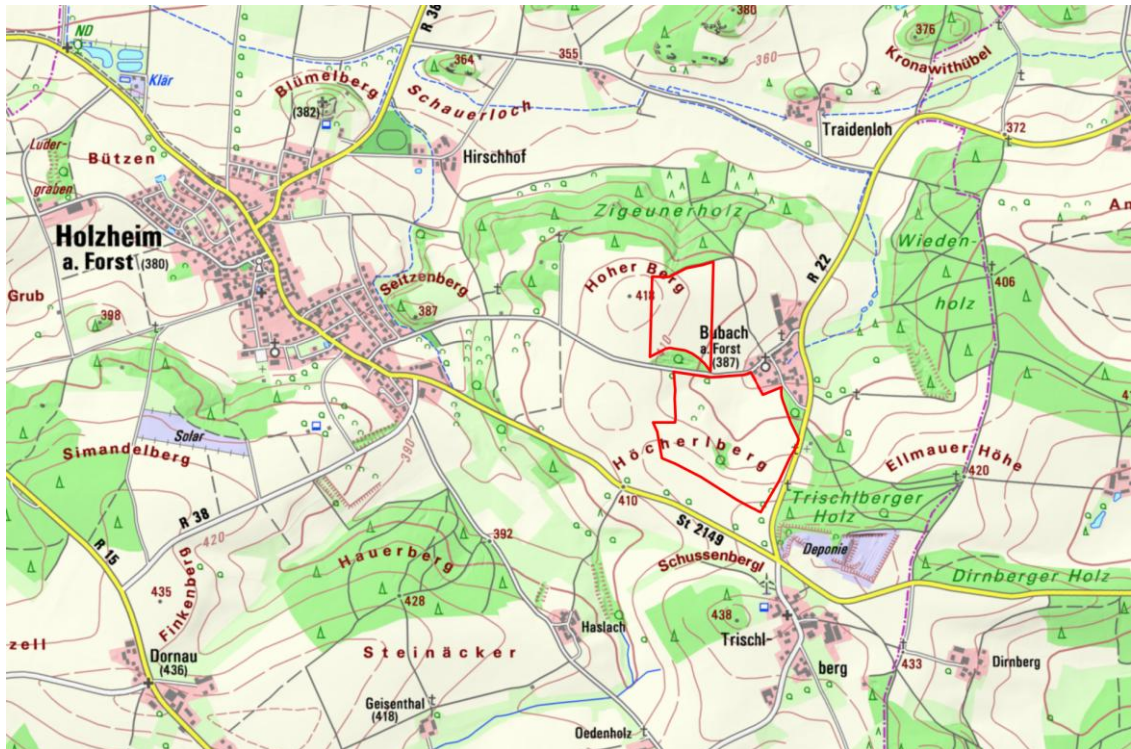 ND
R 38
380
376
Klär
364
355
360
Kronawithübel
Blümelberg
(382)
Schauerloch
Traidenloh
372
Luder-
graben
Bützen
Hirschhof
Zigeunerholz
Holzheim
a. Forst (380)
Wieden-
holz
R 22
406
Grub
Seitzenberg
Hoher Berg
418
398
387
Bubach
a. Forst
(387)
Solar
Simandelberg
390
Höcherlberg
Ellmauer Höhe
420
410
Trischlberger
Holz
R 38
St 2149
R 15
420
392
Deponie
Hauerberg
Schussenbergl
Dirnberger Holz
435
Finkenberg
428
438
Haslach
Trischl-
berg
zell
Steinäcker
433
Dirnberg
Dornau
(436)
Geisenthal
(418)
Oedenholz